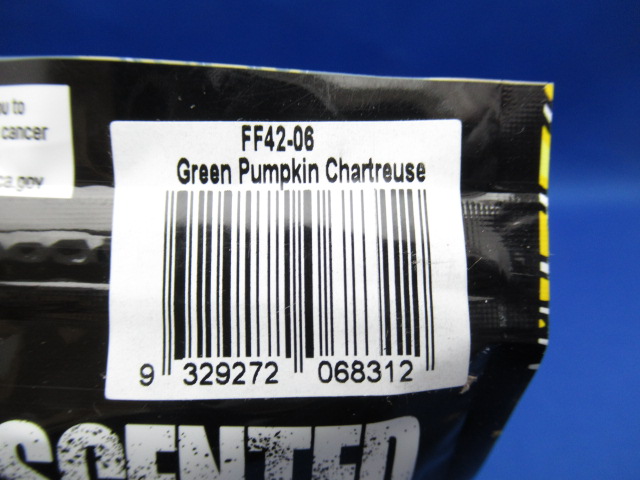 u to
cancer
ca.gov
FF42-06
Green Pumpkin Chartreuse
9 329272 068312
SCENTED